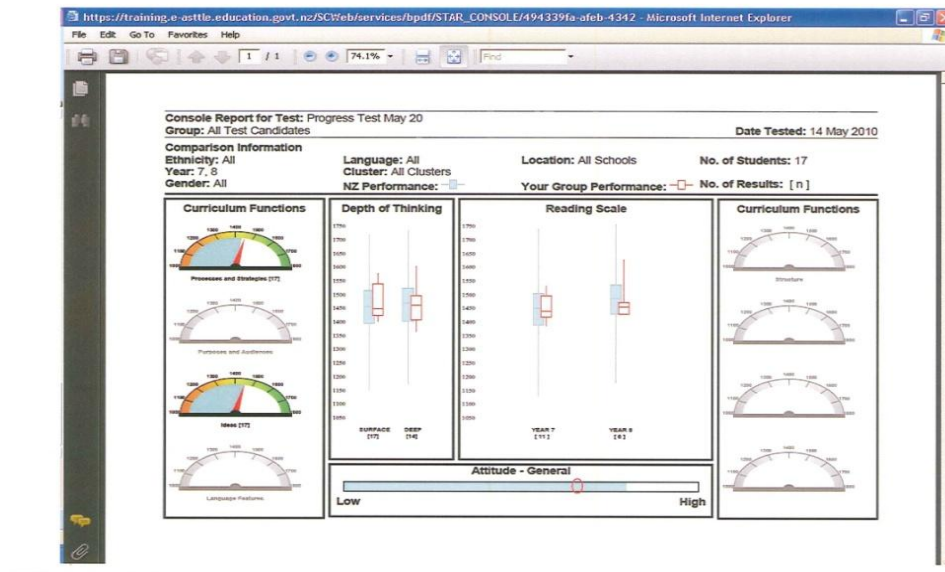 https://training.e-asttle.education.govt.nz/SCWeb/services/bpdf/STAR_CONSOLE/494339fa-afeb-4342 - Microsoft Internet Explorer
File Edit Go To Favorites Help
1 / 1 74.1% Find
Console Report for Test: Progress Test May 20
Group: All Test Candidates
Date Tested: 14 May 2010
Comparison Information
Ethnicity: All Language: All Location: All Schools No. of Students: 17
Year: 7, 8 Cluster: All Clusters
Gender: All NZ Performance: Your Group Performance: No. of Results: [ n ]
Curriculum Functions
Processes and Strategies [17]
Purposes and Audiences
Ideas [17]
Language Features
Depth of Thinking
SURFACE DEEP
[17] [14]
Reading Scale
YEAR 7 YEAR 8
[11] [6]
Attitude - General
Low High
Curriculum Functions
Structure